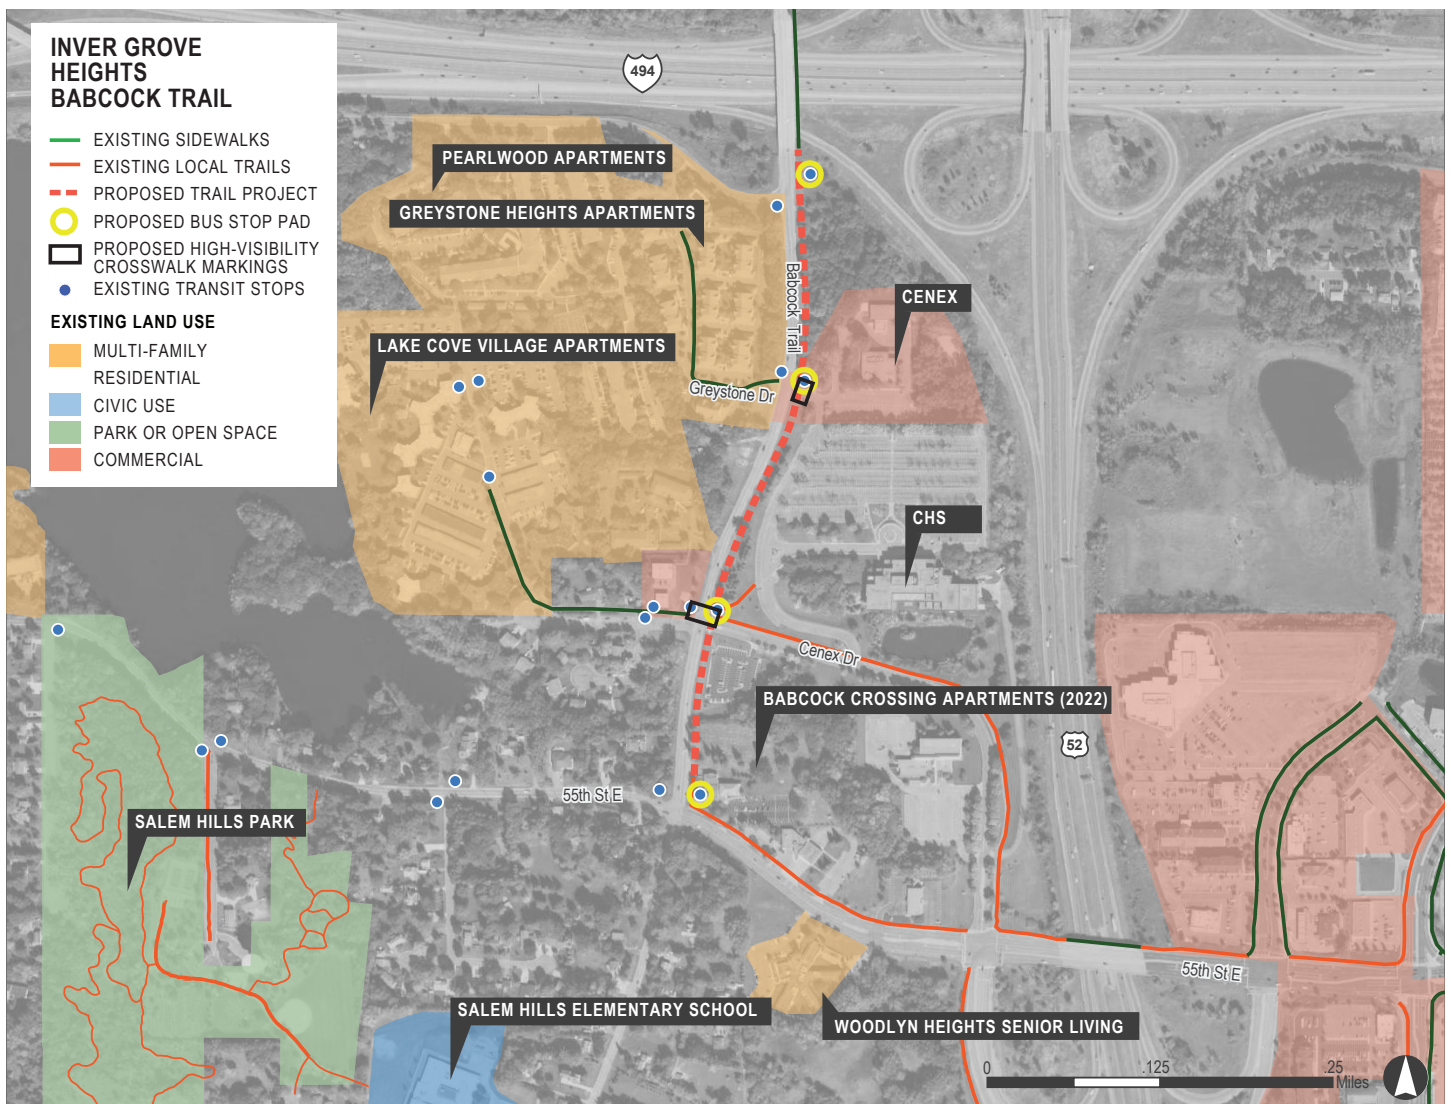 INVER GROVE
HEIGHTS
BABCOCK TRAIL
EXISTING SIDEWALKS
EXISTING LOCAL TRAILS
PROPOSED TRAIL PROJECT
PROPOSED BUS STOP PAD
PROPOSED HIGH-VISIBILITY
CROSSWALK MARKINGS
EXISTING TRANSIT STOPS
EXISTING LAND USE
MULTI-FAMILY
RESIDENTIAL
CIVIC USE
PARK OR OPEN SPACE
COMMERCIAL
494
PEARLWOOD APARTMENTS
GREYSTONE HEIGHTS APARTMENTS
Babcock Trail
CENEX
LAKE COVE VILLAGE APARTMENTS
Greystone Dr
CHS
Cenex Dr
BABCOCK CROSSING APARTMENTS (2022)
52
55th St E
SALEM HILLS PARK
55th St E
SALEM HILLS ELEMENTARY SCHOOL
WOODLYN HEIGHTS SENIOR LIVING
0 .125 .25
Miles